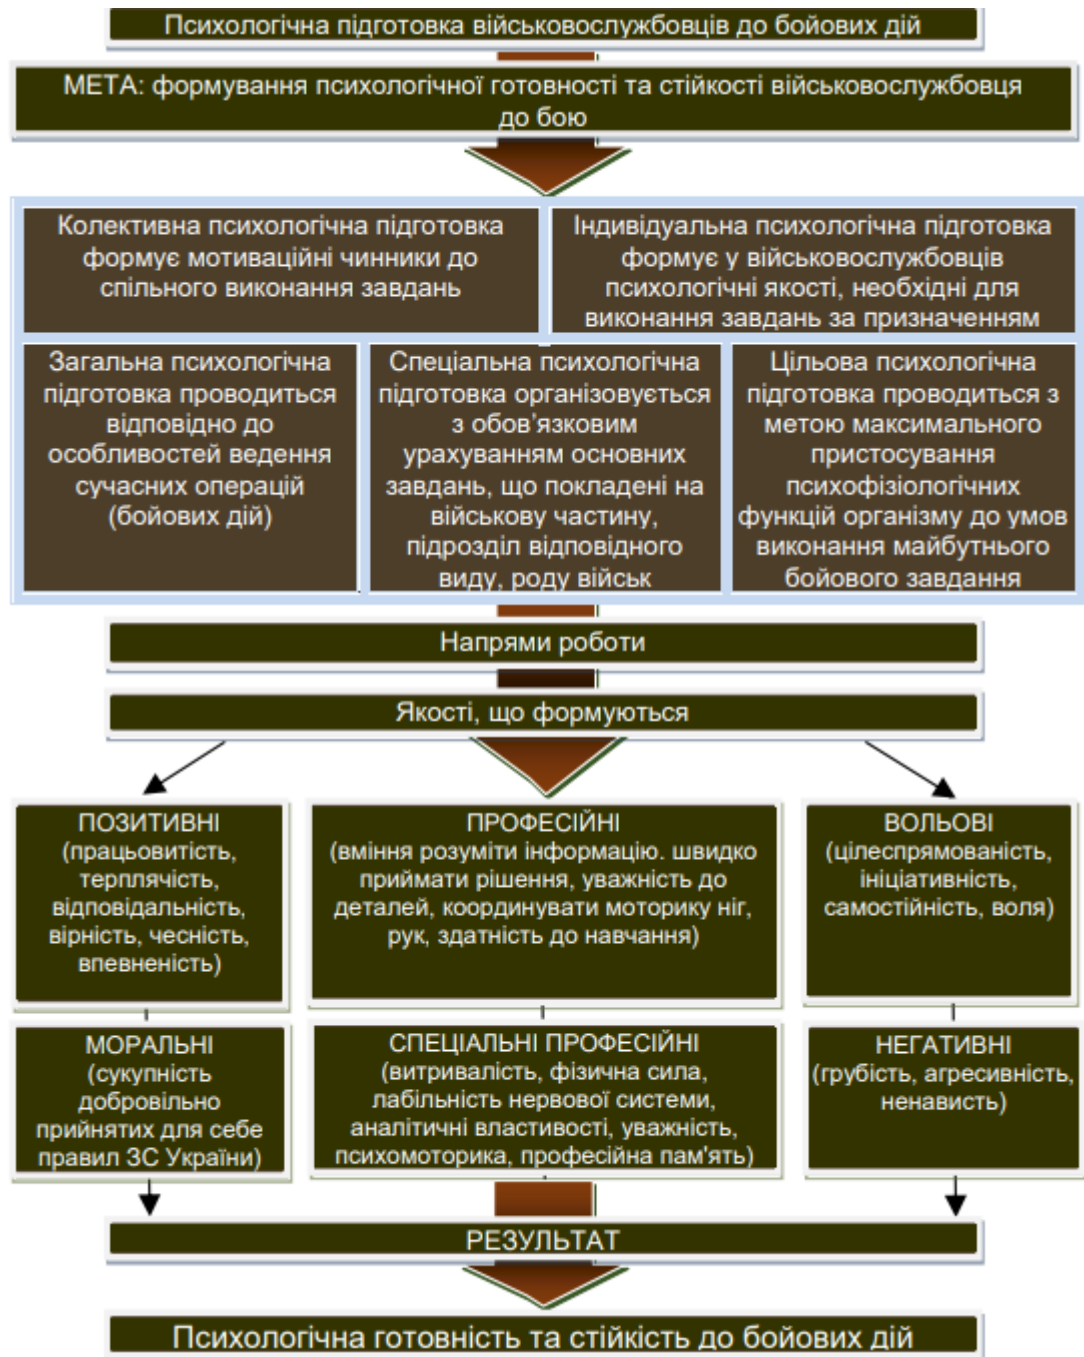 Психологічна підготовка військовослужбовців до бойових дій
МЕТА: формування психологічної готовності та стійкості військовослужбовця
до бою
Колективна психологічна підготовка
формує мотиваційні чинники до
спільного виконання завдань
Індивідуальна психологічна підготовка
формує у військовослужбовців
психологічні якості, необхідні для
виконання завдань за призначенням
Загальна психологічна
підготовка проводиться
відповідно до
особливостей ведення
сучасних операцій
(бойових дій)
Спеціальна психологічна
підготовка організовується
з обов'язковим
урахуванням основних
завдань, що покладені на
військову частину,
підрозділ відповідного
виду, роду військ
Цільова психологічна
підготовка проводиться з
метою максимального
пристосування
психофізіологічних
функцій організму до умов
виконання майбутнього
бойового завдання
Напрями роботи
Якості, що формуються
ПОЗИТИВНІ
(працьовитість,
терплячість,
відповідальність,
вірність, чесність,
впевненість)
ПРОФЕСІЙНІ
(вміння розуміти інформацію. швидко
приймати рішення, уважність до
деталей, координувати моторику ніг,
рук, здатність до навчання)
ВОЛЬОВІ
(цілеспрямованість,
ініціативність,
самостійність, воля)
МОРАЛЬНІ
(сукупність
добровільно
прийнятих для себе
правил ЗС України)
СПЕЦІАЛЬНІ ПРОФЕСІЙНІ
(витривалість, фізична сила,
лабільність нервової системи,
аналітичні властивості, уважність,
психомоторика, професійна пам'ять)
НЕГАТИВНІ
(грубість, агресивність,
ненависть)
РЕЗУЛЬТАТ
Психологічна готовність та стійкість до бойових дій